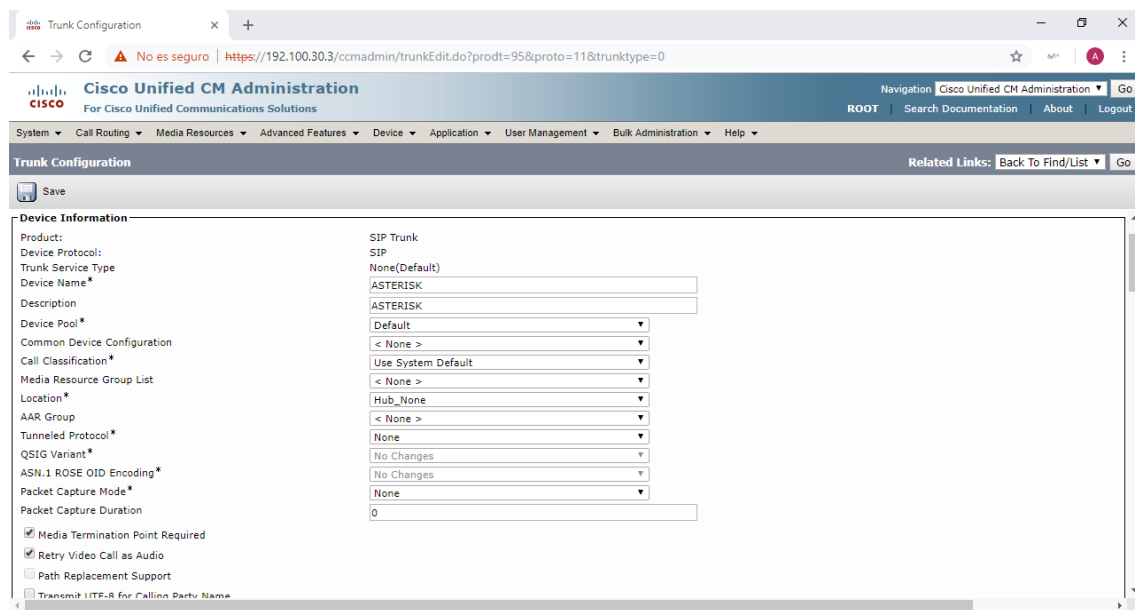 Trunk Configuration
No es seguro | https://192.100.30.3/ccmadmin/trunkEdit.do?prodt=95&proto=11&trunktype=0
A
CISCO
Cisco Unified CM Administration
For Cisco Unified Communications Solutions
Navigation Cisco Unified CM Administration Go
ROOT | Search Documentation | About | Logout
System Call Routing Media Resources Advanced Features Device Application User Management Bulk Administration Help
Trunk Configuration Related Links: Back To Find/List Go
Save
Device Information
Product: SIP Trunk
Device Protocol: SIP
Trunk Service Type None(Default)
Device Name* ASTERISK
Description ASTERISK
Device Pool* Default
Common Device Configuration < None >
Call Classification* Use System Default
Media Resource Group List < None >
Location* Hub_None
AAR Group < None >
Tunneled Protocol* None
QSIG Variant* No Changes
ASN.1 ROSE OID Encoding* No Changes
Packet Capture Mode* None
Packet Capture Duration 0
Media Termination Point Required
Retry Video Call as Audio
Path Replacement Support
Transmit UTF-8 for Calling Party Name